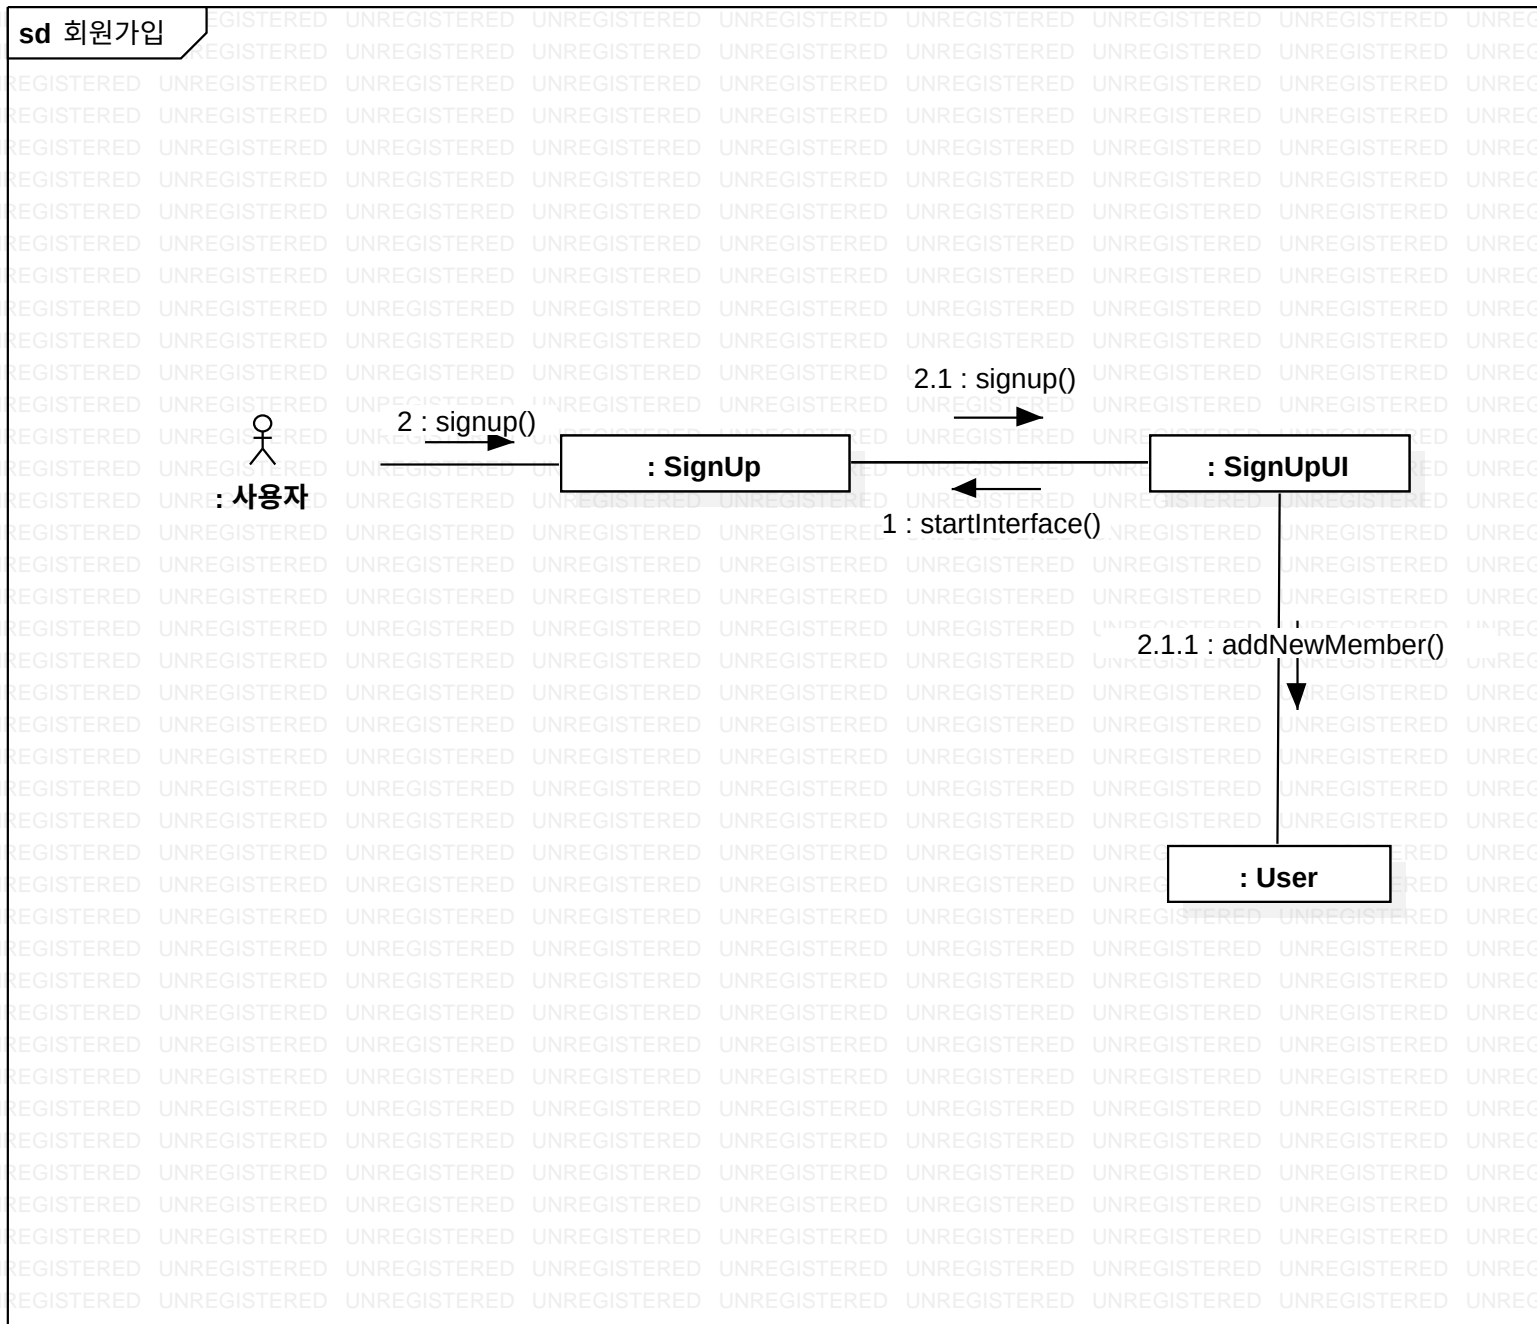 sd 회원가입
2.1 : signup()
2 : signup()
: SignUp
: SignUpUI
: 사용자
1 : startInterface()
2.1.1 : addNewMember()
: User
UNREGISTERED